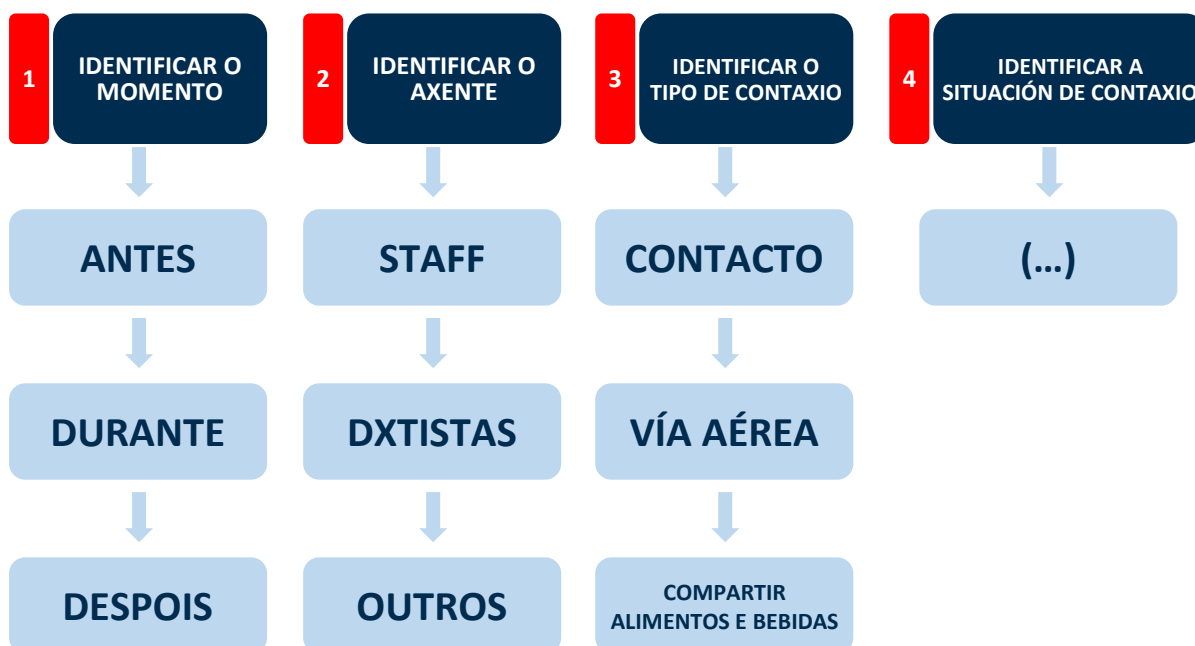 1
IDENTIFICAR O
MOMENTO
ANTES
DURANTE
DESPOIS
2
IDENTIFICAR O
AXENTE
STAFF
DXTISTAS
OUTROS
3
IDENTIFICAR O
TIPO DE CONTAXIO
CONTACTO
VÍA AÉREA
COMPARTIR
ALIMENTOS E BEBIDAS
4
IDENTIFICAR A
SITUACIÓN DE CONTAXIO
(...)